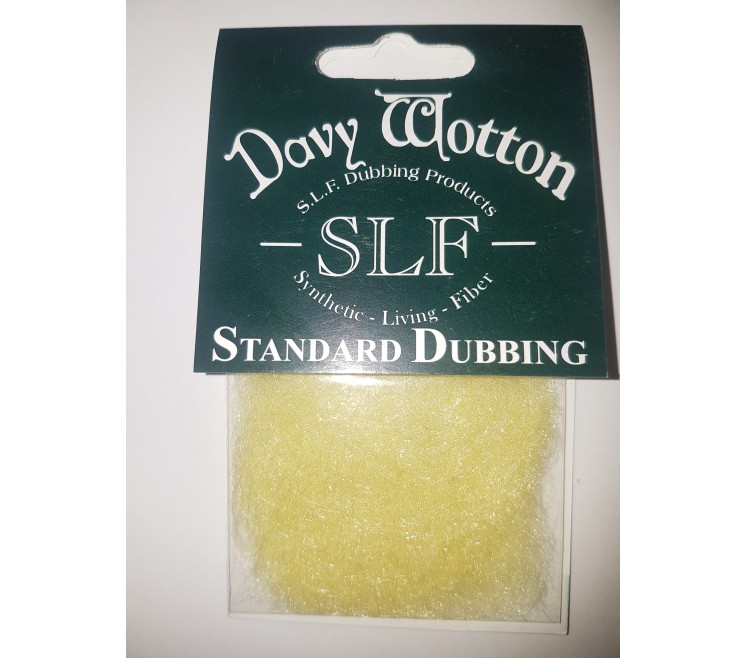 Davy Wotton
S.L.F. Dubbing Products
- SLF -
Synthetic - Living - Fiber
STANDARD DUBBING